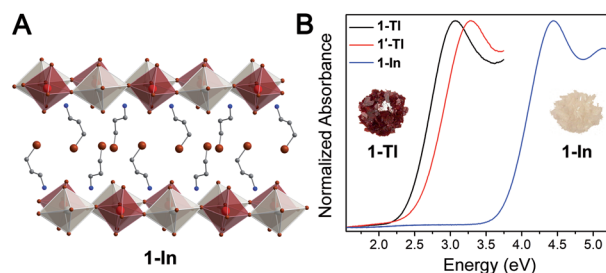 A
1-In
B
1-Tl
1'-Tl
1-In
Normalized Absorbance
1-Tl
1-In
2.0 2.5 3.0 3.5 4.0 4.5 5.0
Energy (eV)